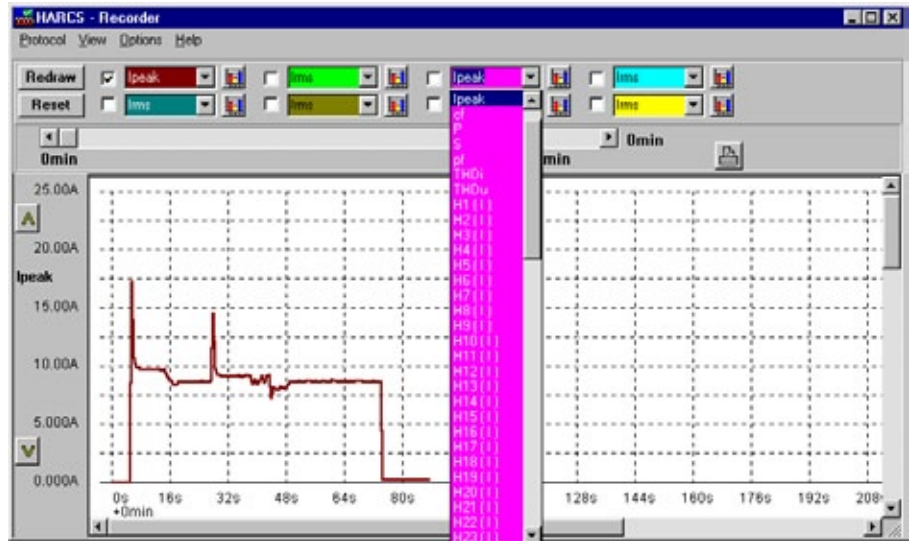 HARCS - Recorder
Protocol View Options Help
Redraw Ipeak Irms Ipeak Irms
Reset Irms Irms Irms
0min min 0min
Ipeak
cf
P
S
pf
THDi
THDu
H1 ( I )
H2 ( I )
H3 ( I )
H4 ( I )
H5 ( I )
H6 ( I )
H7 ( I )
H8 ( I )
H9 ( I )
H10 ( I )
H11 ( I )
H12 ( I )
H13 ( I )
H14 ( I )
H15 ( I )
H16 ( I )
H17 ( I )
H18 ( I )
H19 ( I )
H20 ( I )
H21 ( I )
H22 ( I )
H23 ( I )
25.00A
20.00A
Ipeak
15.00A
10.00A
5.000A
0.000A
0s 16s 32s 48s 64s 80s 128s 144s 160s 176s 192s 208
+0min